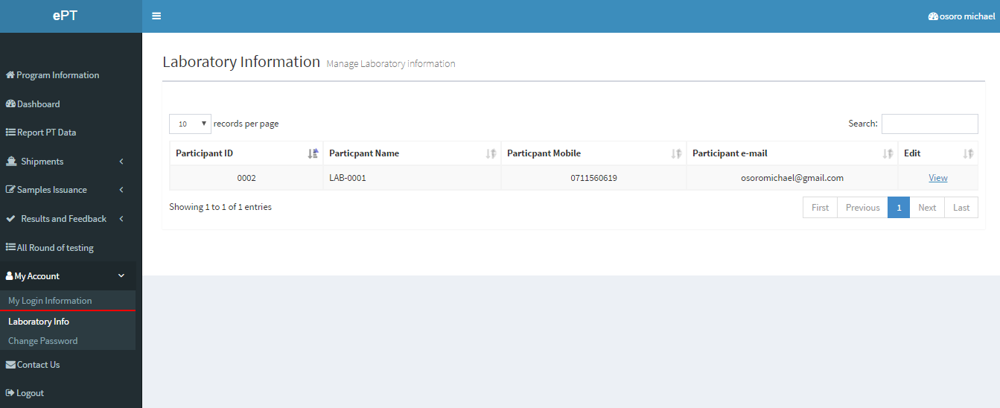 ePT
osoro michael
Program Information
Dashboard
Report PT Data
Shipments
Samples Issuance
Results and Feedback
All Round of testing
My Account
My Login Information
Laboratory Info
Change Password
Contact Us
Logout
Laboratory Information Manage Laboratory information
10 records per page Search:
Participant ID Particpant Name Particpant Mobile Participant e-mail Edit
0002 LAB-0001 0711560619 osoromichael@gmail.com View
Showing 1 to 1 of 1 entries First Previous 1 Next Last